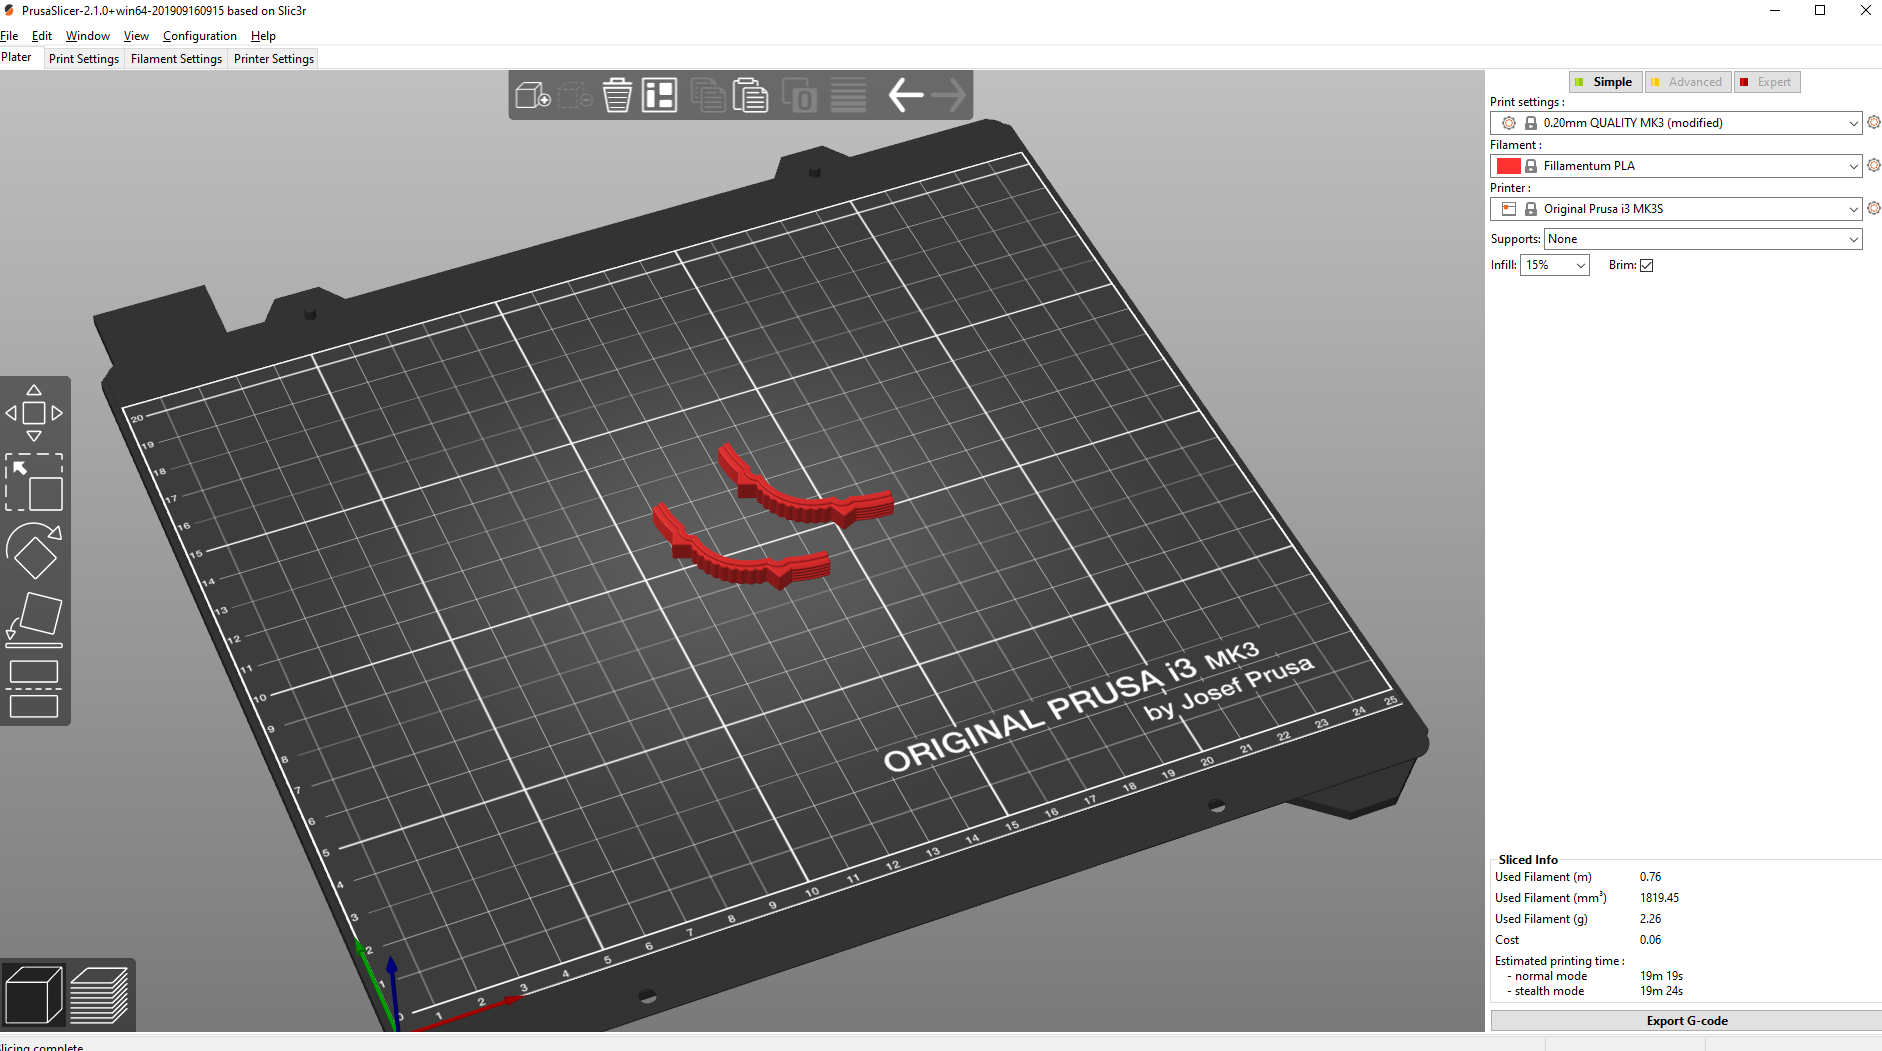 PrusaSlicer-2.1.0+win64-201909160915 based on Slic3r
File Edit Window View Configuration Help
Plater Print Settings Filament Settings Printer Settings
Simple Advanced Expert
Print settings :
0.20mm QUALITY MK3 (modified)
Filament :
Fillamentum PLA
Printer :
Original Prusa i3 MK3S
Supports: None
Infill: 15% Brim:
0
20
19
18
17
16
15
14
13
12
11
10
9
8
7
6
5
4
3
2
1
0
1 2 3 4 5 6 7 8 9 10 11 12 13 14 15 16 17 18 19 20 21 22 23 24 25
ORIGINAL PRUSA i3 MK3
by Josef Prusa
Sliced Info
Used Filament (m) 0.76
Used Filament (mm³) 1819.45
Used Filament (g) 2.26
Cost 0.06
Estimated printing time :
- normal mode 19m 19s
- stealth mode 19m 24s
Export G-code
licing complete